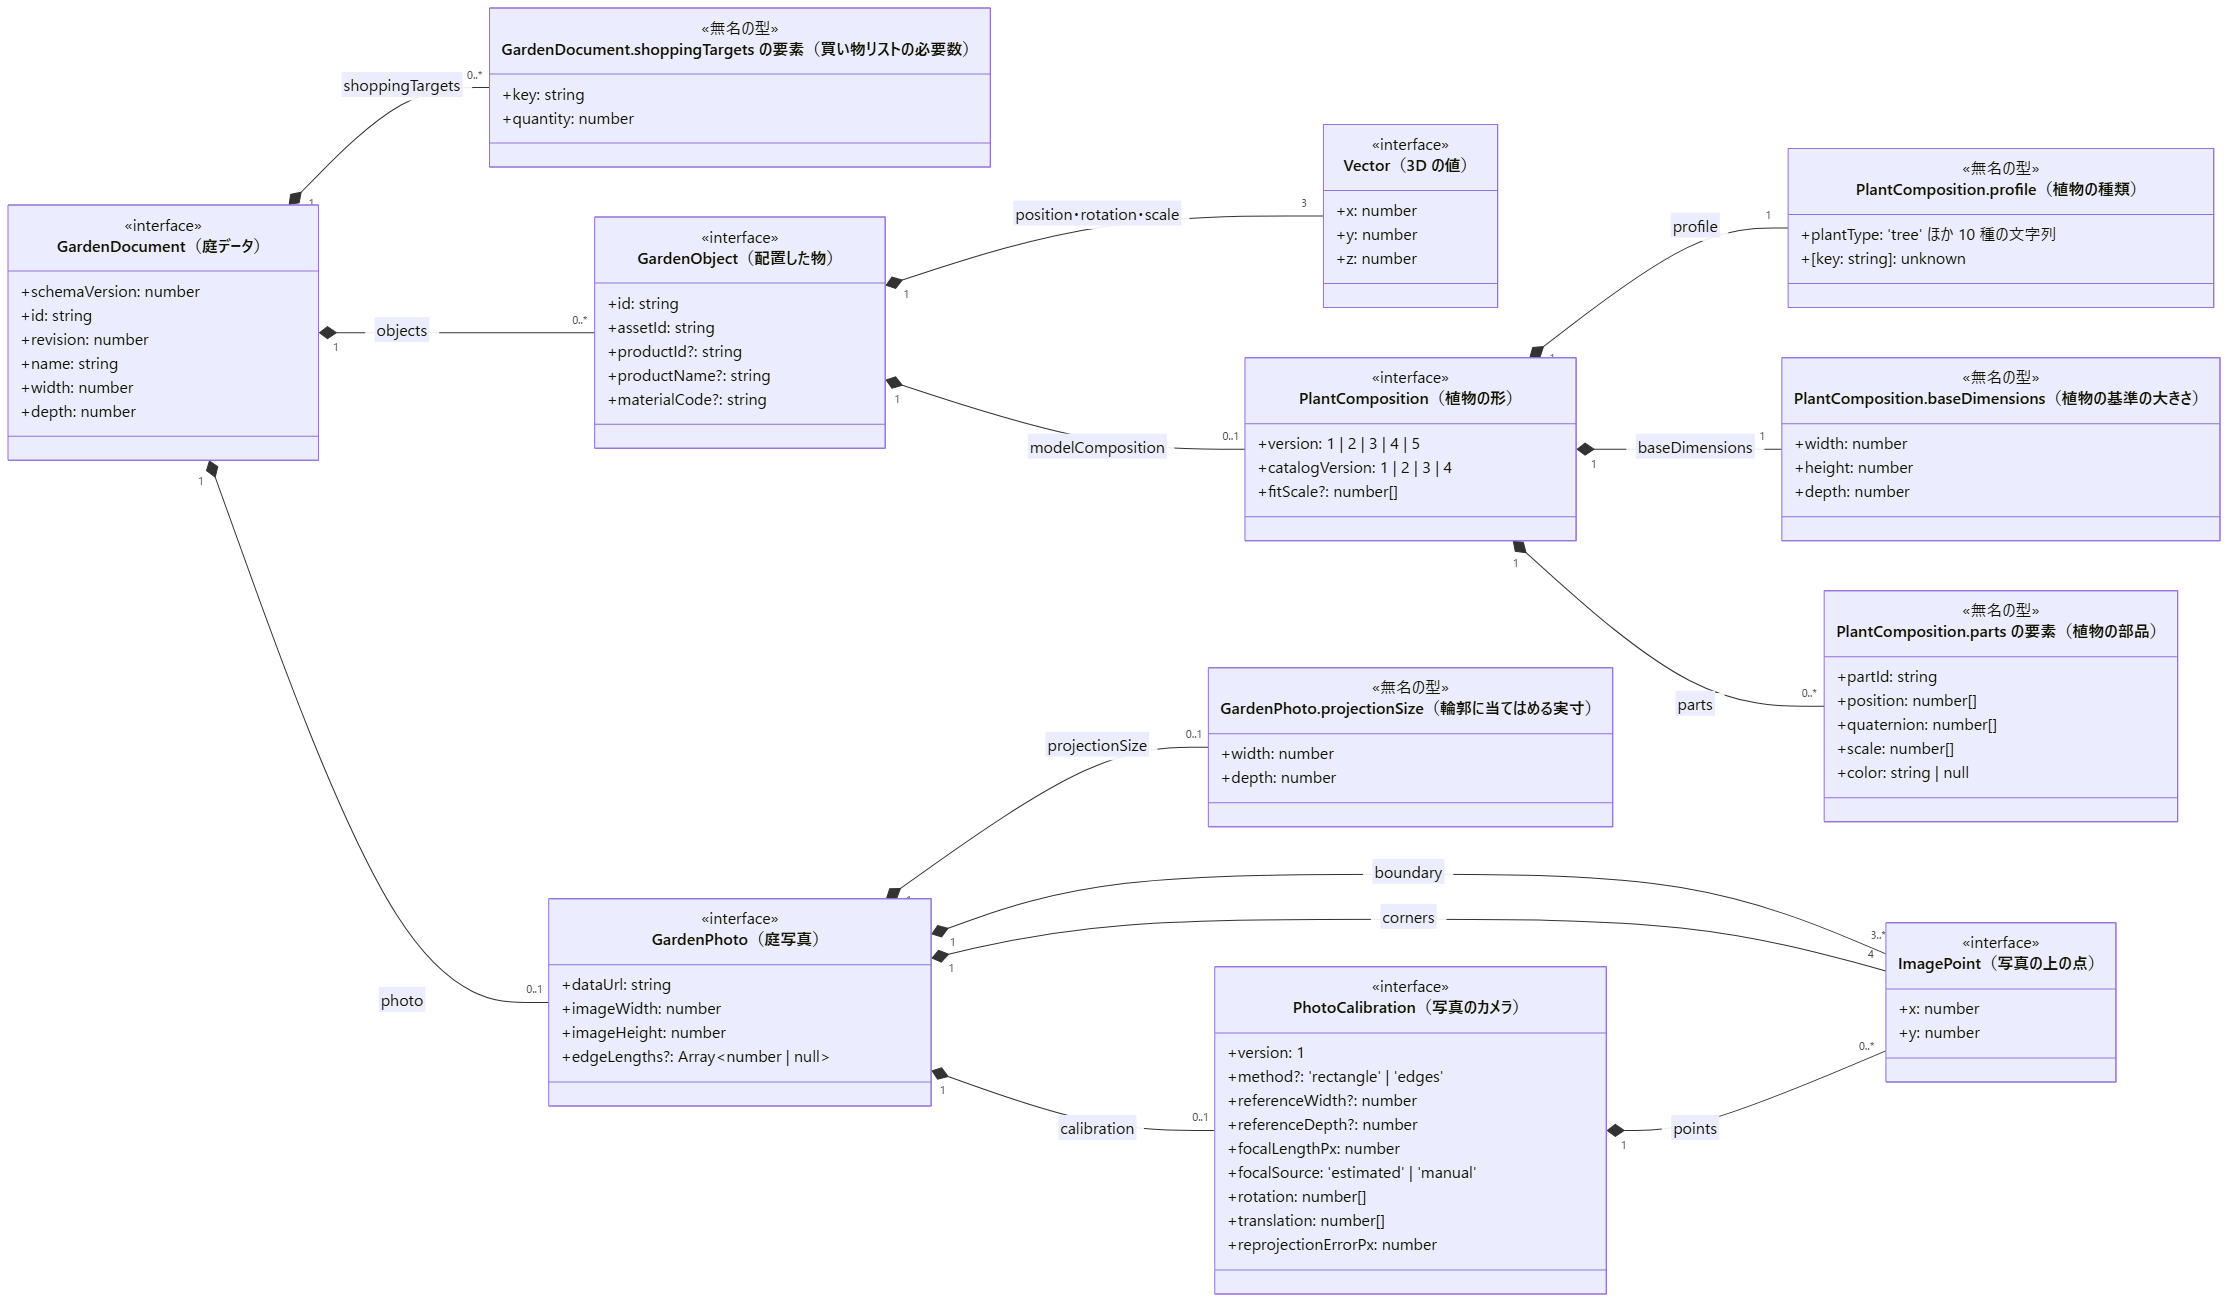 «無名の型»
GardenDocument.shoppingTargets の要素（買い物リストの必要数）
+key: string
+quantity: number
shoppingTargets
0..*
1
«interface»
GardenDocument（庭データ）
+schemaVersion: number
+id: string
+revision: number
+name: string
+width: number
+depth: number
objects
1
0..*
«interface»
GardenObject（配置した物）
+id: string
+assetId: string
+productId?: string
+productName?: string
+materialCode?: string
position・rotation・scale
1
3
«interface»
Vector（3D の値）
+x: number
+y: number
+z: number
modelComposition
1
0..1
«interface»
PlantComposition（植物の形）
+version: 1 | 2 | 3 | 4 | 5
+catalogVersion: 1 | 2 | 3 | 4
+fitScale?: number[]
profile
1
1
«無名の型»
PlantComposition.profile（植物の種類）
+plantType: 'tree' ほか 10 種の文字列
+[key: string]: unknown
baseDimensions
1
1
«無名の型»
PlantComposition.baseDimensions（植物の基準の大きさ）
+width: number
+height: number
+depth: number
parts
1
0..*
«無名の型»
PlantComposition.parts の要素（植物の部品）
+partId: string
+position: number[]
+quaternion: number[]
+scale: number[]
+color: string | null
photo
1
0..1
«interface»
GardenPhoto（庭写真）
+dataUrl: string
+imageWidth: number
+imageHeight: number
+edgeLengths?: Array<number | null>
projectionSize
1
0..1
«無名の型»
GardenPhoto.projectionSize（輪郭に当てはめる実寸）
+width: number
+depth: number
boundary
1
3..*
corners
1
4
«interface»
ImagePoint（写真の上の点）
+x: number
+y: number
calibration
1
0..1
«interface»
PhotoCalibration（写真のカメラ）
+version: 1
+method?: 'rectangle' | 'edges'
+referenceWidth?: number
+referenceDepth?: number
+focalLengthPx: number
+focalSource: 'estimated' | 'manual'
+rotation: number[]
+translation: number[]
+reprojectionErrorPx: number
points
1
0..*